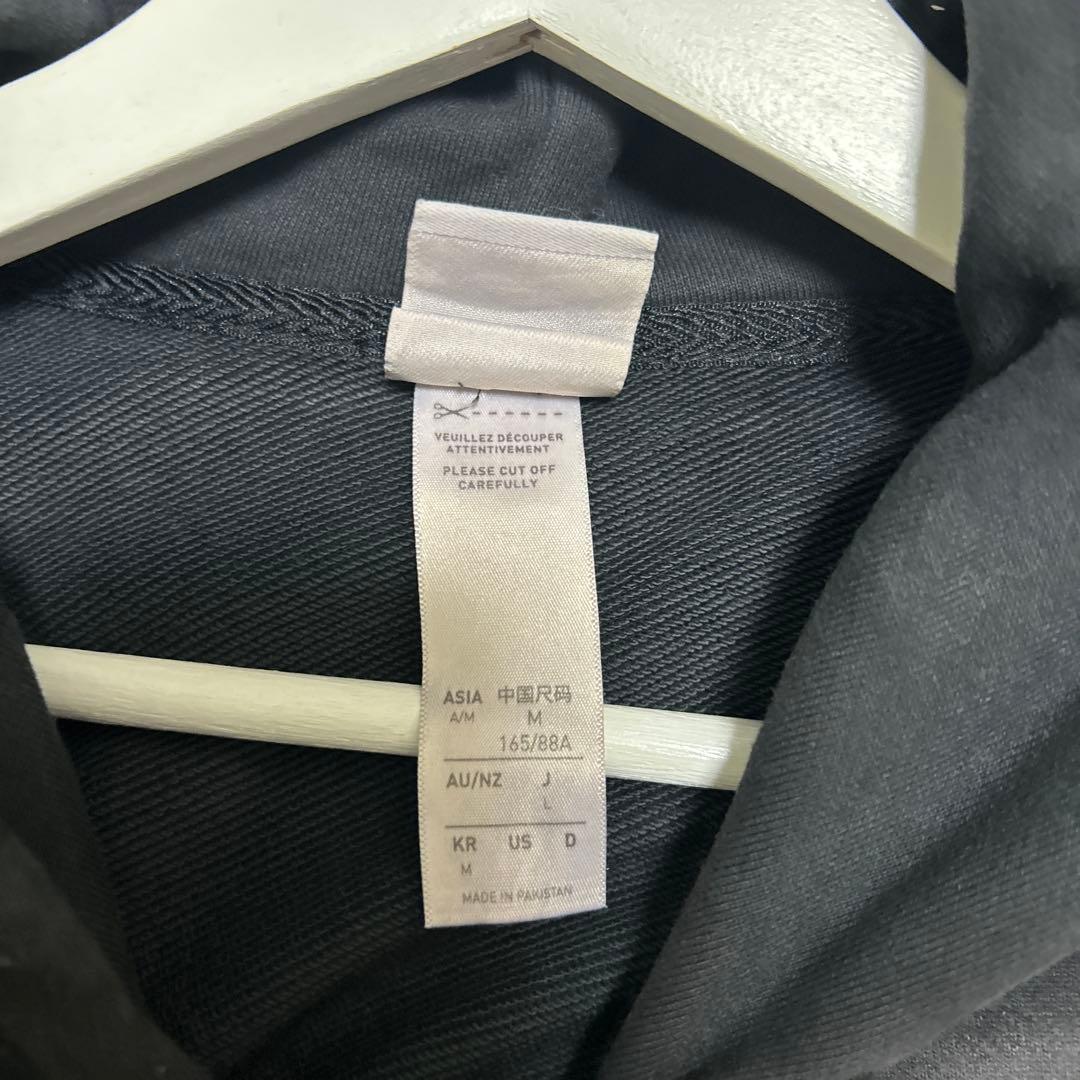 VEUILLEZ DÉCOUPER
ATTENTIVEMENT
PLEASE CUT OFF
CAREFULLY
ASIA 中国尺码
A/M M
165/88A
AU/NZ J
L
KR US D
M
MADE IN PAKISTAN